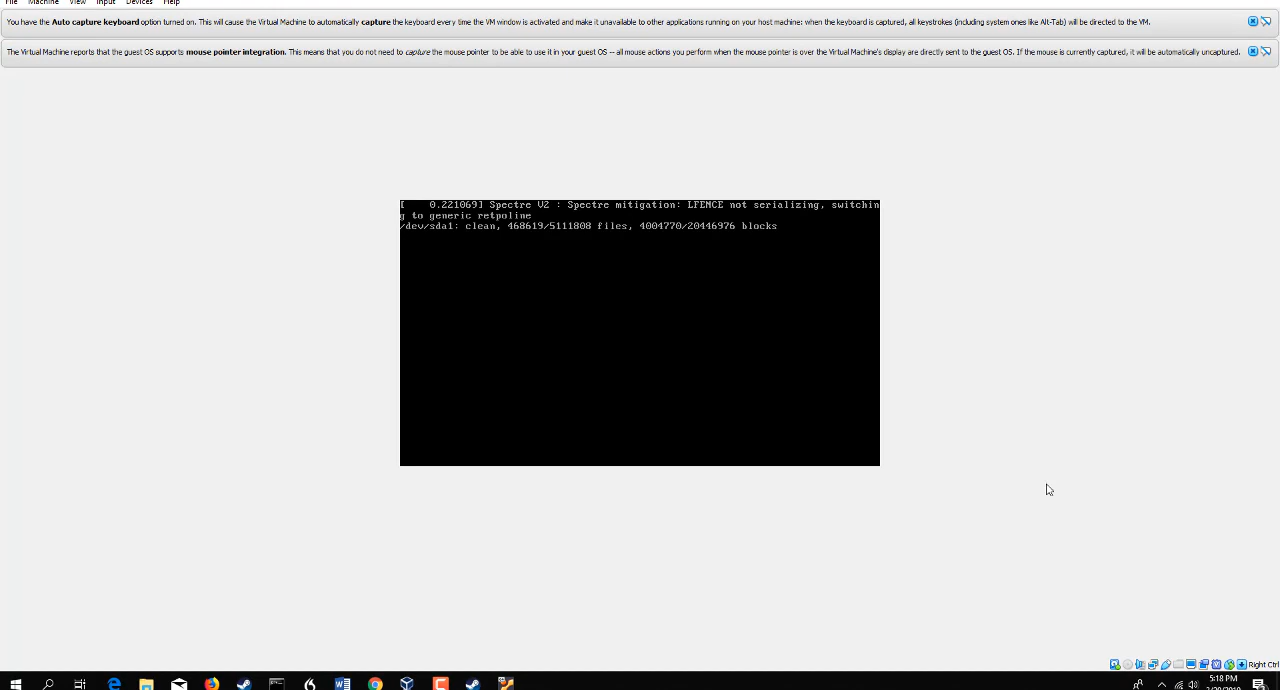 File Machine View Input Devices Help
You have the Auto capture keyboard option turned on. This will cause the Virtual Machine to automatically capture the keyboard every time the VM window is activated and make it unavailable to other applications running on your host machine: when the keyboard is captured, all keystrokes (including system ones like Alt-Tab) will be directed to the VM.
The Virtual Machine reports that the guest OS supports mouse pointer integration. This means that you do not need to capture the mouse pointer to be able to use it in your guest OS -- all mouse actions you perform when the mouse pointer is over the Virtual Machine's display are directly sent to the guest OS. If the mouse is currently captured, it will be automatically uncaptured.
[    0.221069] Spectre V2 : Spectre mitigation: LFENCE not serializing, switchin
g to generic retpoline
/dev/sda1: clean, 468619/5111808 files, 4004770/20446976 blocks
Right Ctrl
5:18 PM